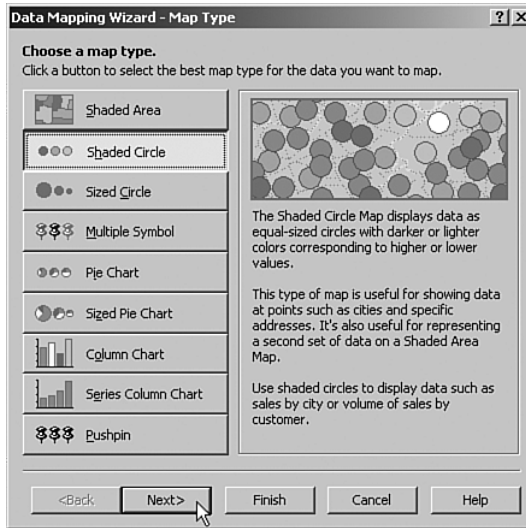 Data Mapping Wizard - Map Type
Choose a map type.
Click a button to select the best map type for the data you want to map.
Shaded Area
Shaded Circle
Sized Circle
Multiple Symbol
Pie Chart
Sized Pie Chart
Column Chart
Series Column Chart
Pushpin
The Shaded Circle Map displays data as
equal-sized circles with darker or lighter
colors corresponding to higher or lower
values.
This type of map is useful for showing data
at points such as cities and specific
addresses. It's also useful for representing
a second set of data on a Shaded Area
Map.
Use shaded circles to display data such as
sales by city or volume of sales by
customer.
<Back Next> Finish Cancel Help